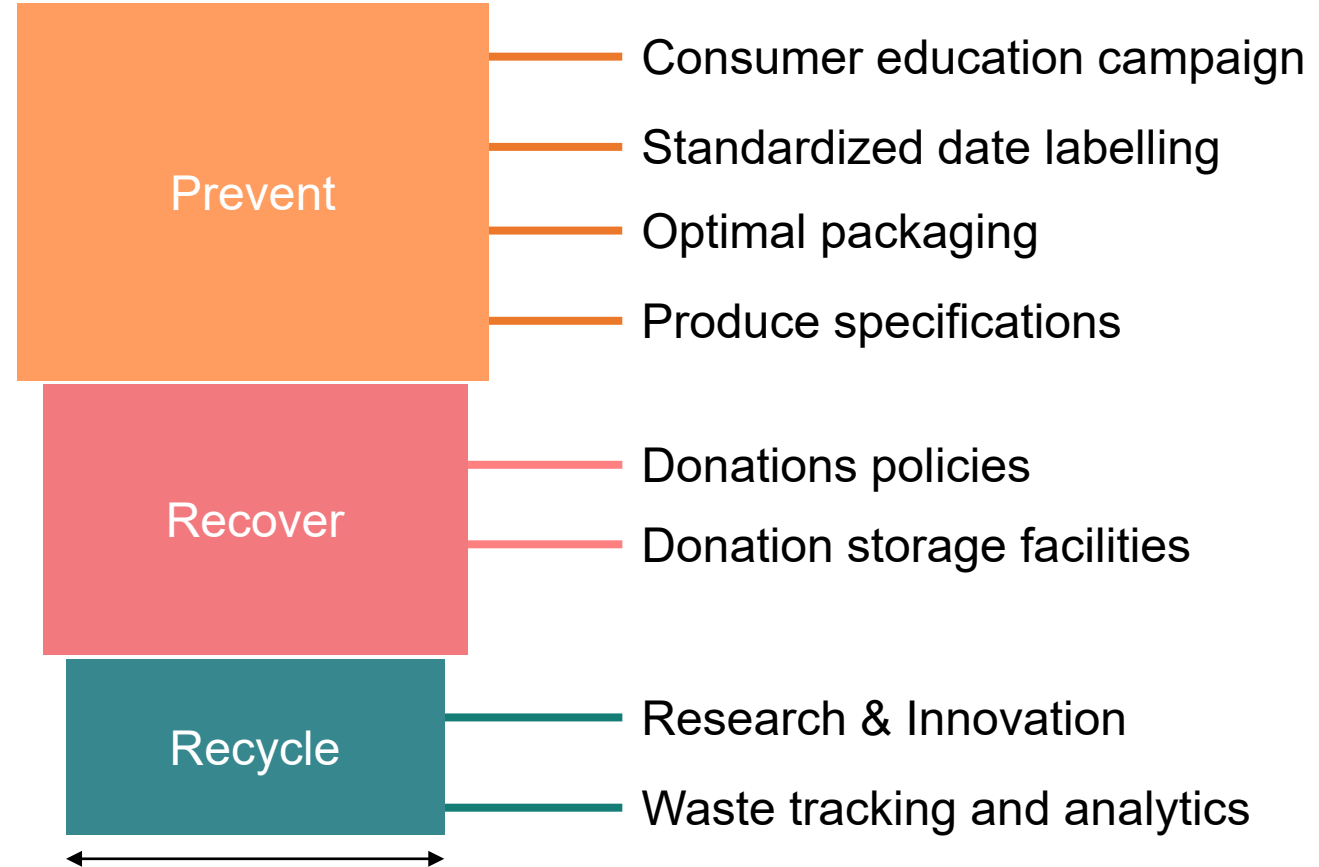 Prevent
Consumer education campaign
Standardized date labelling
Optimal packaging
Produce specifications
Recover
Donations policies
Donation storage facilities
Recycle
Research & Innovation
Waste tracking and analytics